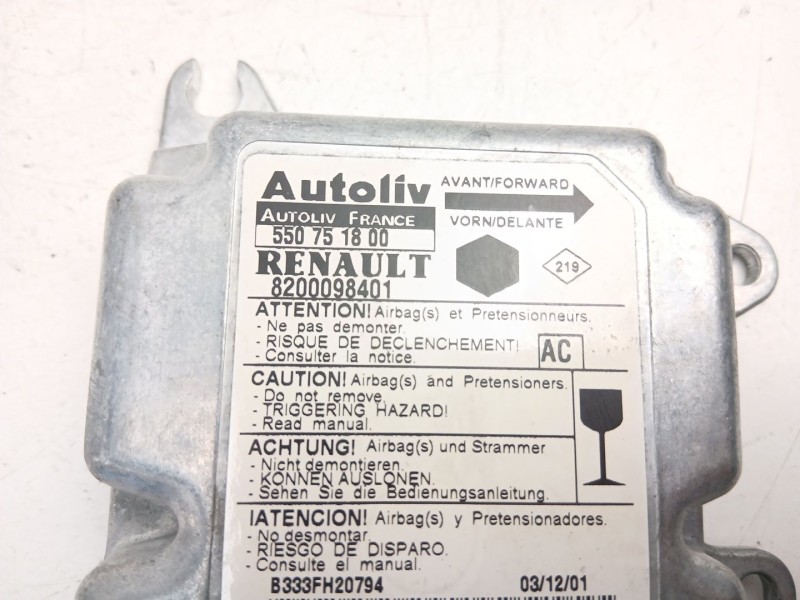 Autoliv
AVANT/FORWARD
AUTOLIV FRANCE
VORN/DELANTE
550 75 18 00
RENAULT
219
8200098401
ATTENTION! Airbag(s) et Pretensionneurs.
- Ne pas demonter.
- RISQUE DE DECLENCHEMENT!
AC
- Consulter la notice.
CAUTION! Airbag(s) and Pretensioners.
- Do not remove.
- TRIGGERING HAZARD!
- Read manual.
ACHTUNG! Airbag(s) und Strammer
- Nicht demontieren.
- KONNEN AUSLONEN.
- Sehen Sie die Bedienungsanleitung.
IATENCION! Airbag(s) y Pretensionadores.
- No desmontar.
- RIESGO DE DISPARO.
- Consulte el manual.
B333FH20794
03/12/01